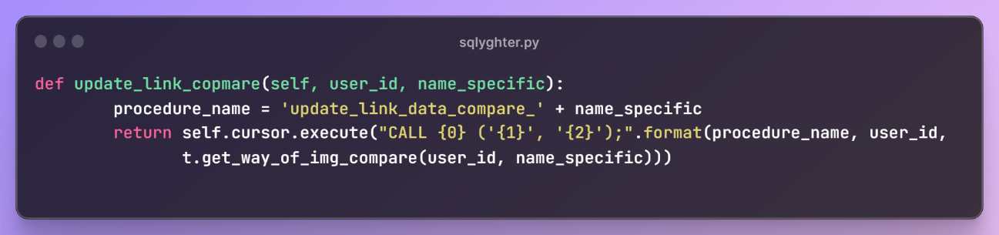 sqlyghter.py
def update_link_copmare(self, user_id, name_specific):
procedure_name = 'update_link_data_compare_' + name_specific
return self.cursor.execute("CALL {0} ('{1}', '{2}');".format(procedure_name, user_id,
t.get_way_of_img_compare(user_id, name_specific)))